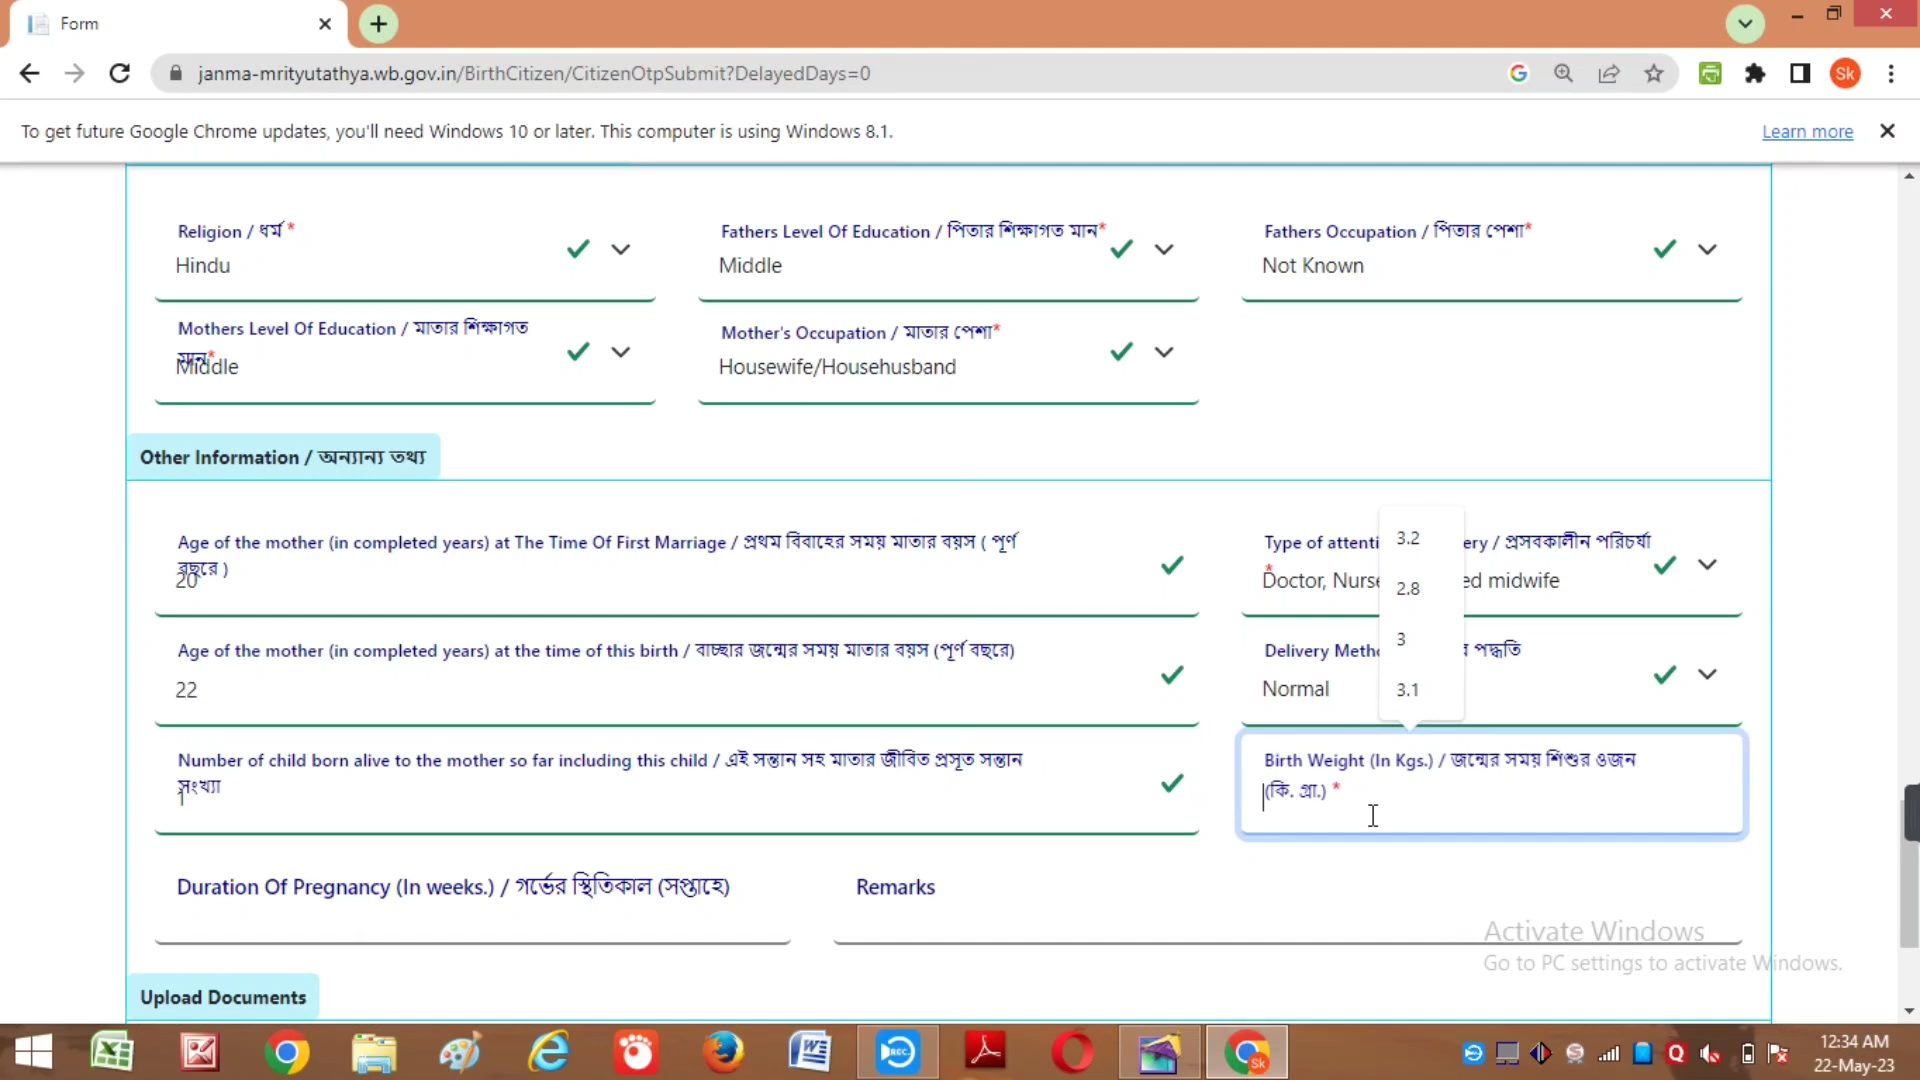 Form
janma-mrityutathya.wb.gov.in/BirthCitizen/CitizenOtpSubmit?DelayedDays=0
Sk
To get future Google Chrome updates, you'll need Windows 10 or later. This computer is using Windows 8.1.
Learn more
Religion / ধর্ম *
Hindu
Fathers Level Of Education / পিতার শিক্ষাগত মান*
Middle
Fathers Occupation / পিতার পেশা*
Not Known
Mothers Level Of Education / মাতার শিক্ষাগত
মান*
Middle
Mother's Occupation / মাতার পেশা*
Housewife/Househusband
Other Information / অন্যান্য তথ্য
Age of the mother (in completed years) at The Time Of First Marriage / প্রথম বিবাহের সময় মাতার বয়স ( পূর্ণ
বছরে )
20
Type of attenti
ery / প্রসবকালীন পরিচর্যা
*
Doctor, Nurse
ed midwife
3.2
2.8
3
3.1
Age of the mother (in completed years) at the time of this birth / বাচ্ছার জন্মের সময় মাতার বয়স (পূর্ণ বছরে)
22
Delivery Meth
র পদ্ধতি
Normal
Number of child born alive to the mother so far including this child / এই সন্তান সহ মাতার জীবিত প্রসূত সন্তান
সংখ্যা
1
Birth Weight (In Kgs.) / জন্মের সময় শিশুর ওজন
(কি. গ্রা.) *
Duration Of Pregnancy (In weeks.) / গর্ভের স্থিতিকাল (সপ্তাহে)
Remarks
Activate Windows
Go to PC settings to activate Windows.
Upload Documents
REC
Sk
12:34 AM
22-May-23